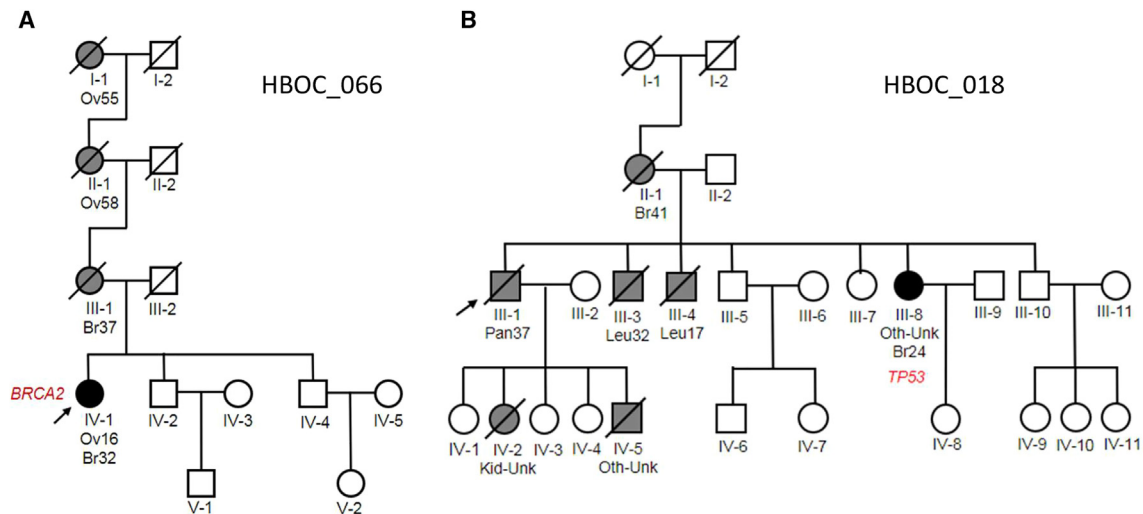 A
B
HBOC_066
HBOC_018
I-1
Ov55
I-2
II-1
Ov58
II-2
III-1
Br37
III-2
BRCA2
IV-1
Ov16
Br32
IV-2
IV-3
IV-4
IV-5
V-1
V-2
I-1
I-2
II-1
Br41
II-2
III-1
Pan37
III-2
III-3
Leu32
III-4
Leu17
III-5
III-6
III-7
III-8
Oth-Unk
Br24
TP53
III-9
III-10
III-11
IV-1
IV-2
Kid-Unk
IV-3
IV-4
IV-5
Oth-Unk
IV-6
IV-7
IV-8
IV-9
IV-10
IV-11